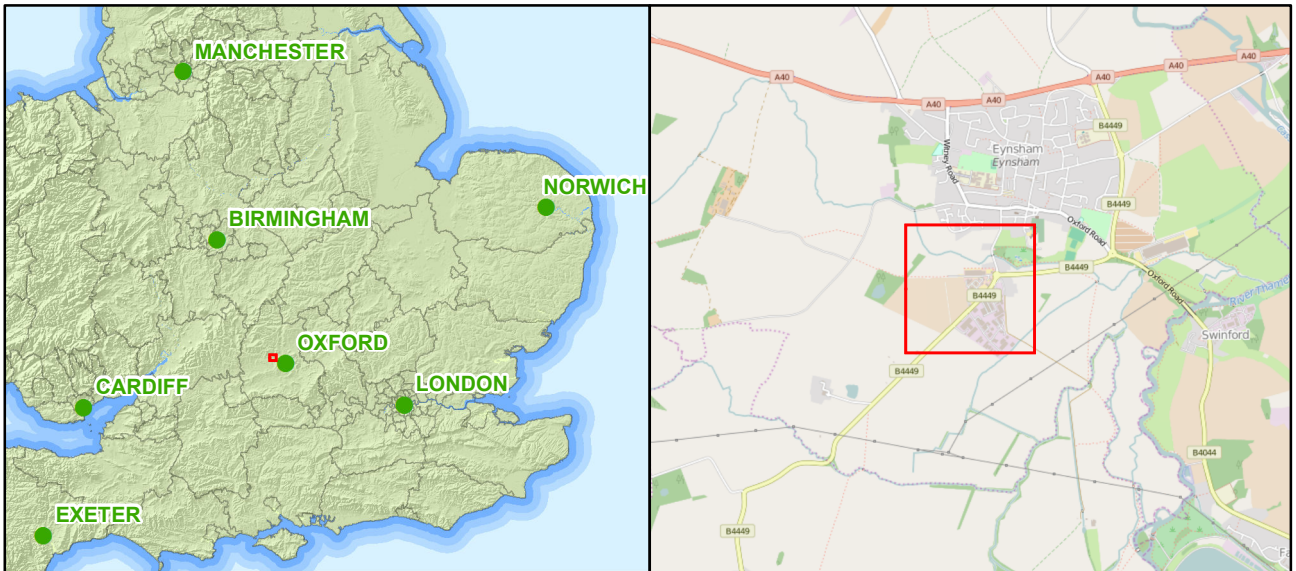 MANCHESTER
NORWICH
BIRMINGHAM
OXFORD
CARDIFF
LONDON
EXETER
A40
A40
A40
A40
A40
A40
A40
B4449
Eynsham
Eynsham
Witney Road
B4449
Oxford Road
B4449
B4449
Oxford Road
River Thames
Swinford
B4449
B4044
B4449